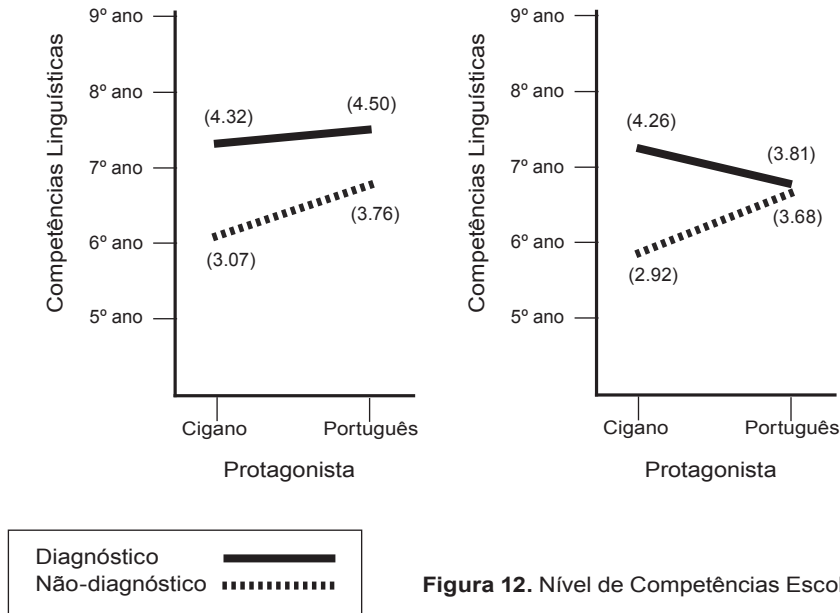 Competências Linguísticas
9º ano
8º ano
7º ano
6º ano
5º ano
(4.32)
(4.50)
(3.07)
(3.76)
Cigano
Português
Protagonista
Competências Linguísticas
9º ano
8º ano
7º ano
6º ano
5º ano
(4.26)
(3.81)
(2.92)
(3.68)
Cigano
Português
Protagonista
Diagnóstico
Não-diagnóstico
Figura 12. Nível de Competências Escol